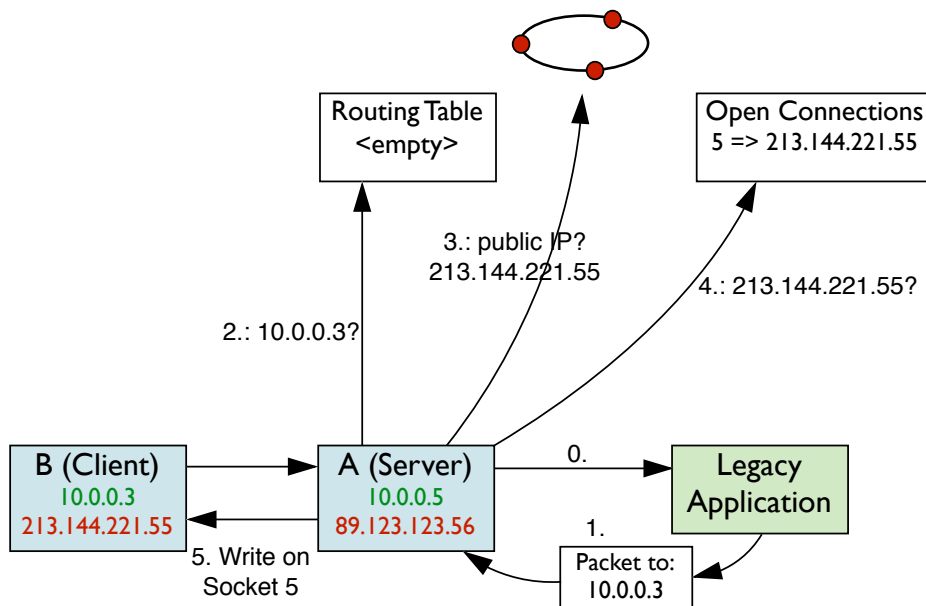 Routing Table
<empty>
Open Connections
5 => 213.144.221.55
3.: public IP?
213.144.221.55
4.: 213.144.221.55?
2.: 10.0.0.3?
B (Client)
10.0.0.3
213.144.221.55
A (Server)
10.0.0.5
89.123.123.56
0.
Legacy
Application
1.
Packet to:
10.0.0.3
5. Write on
Socket 5